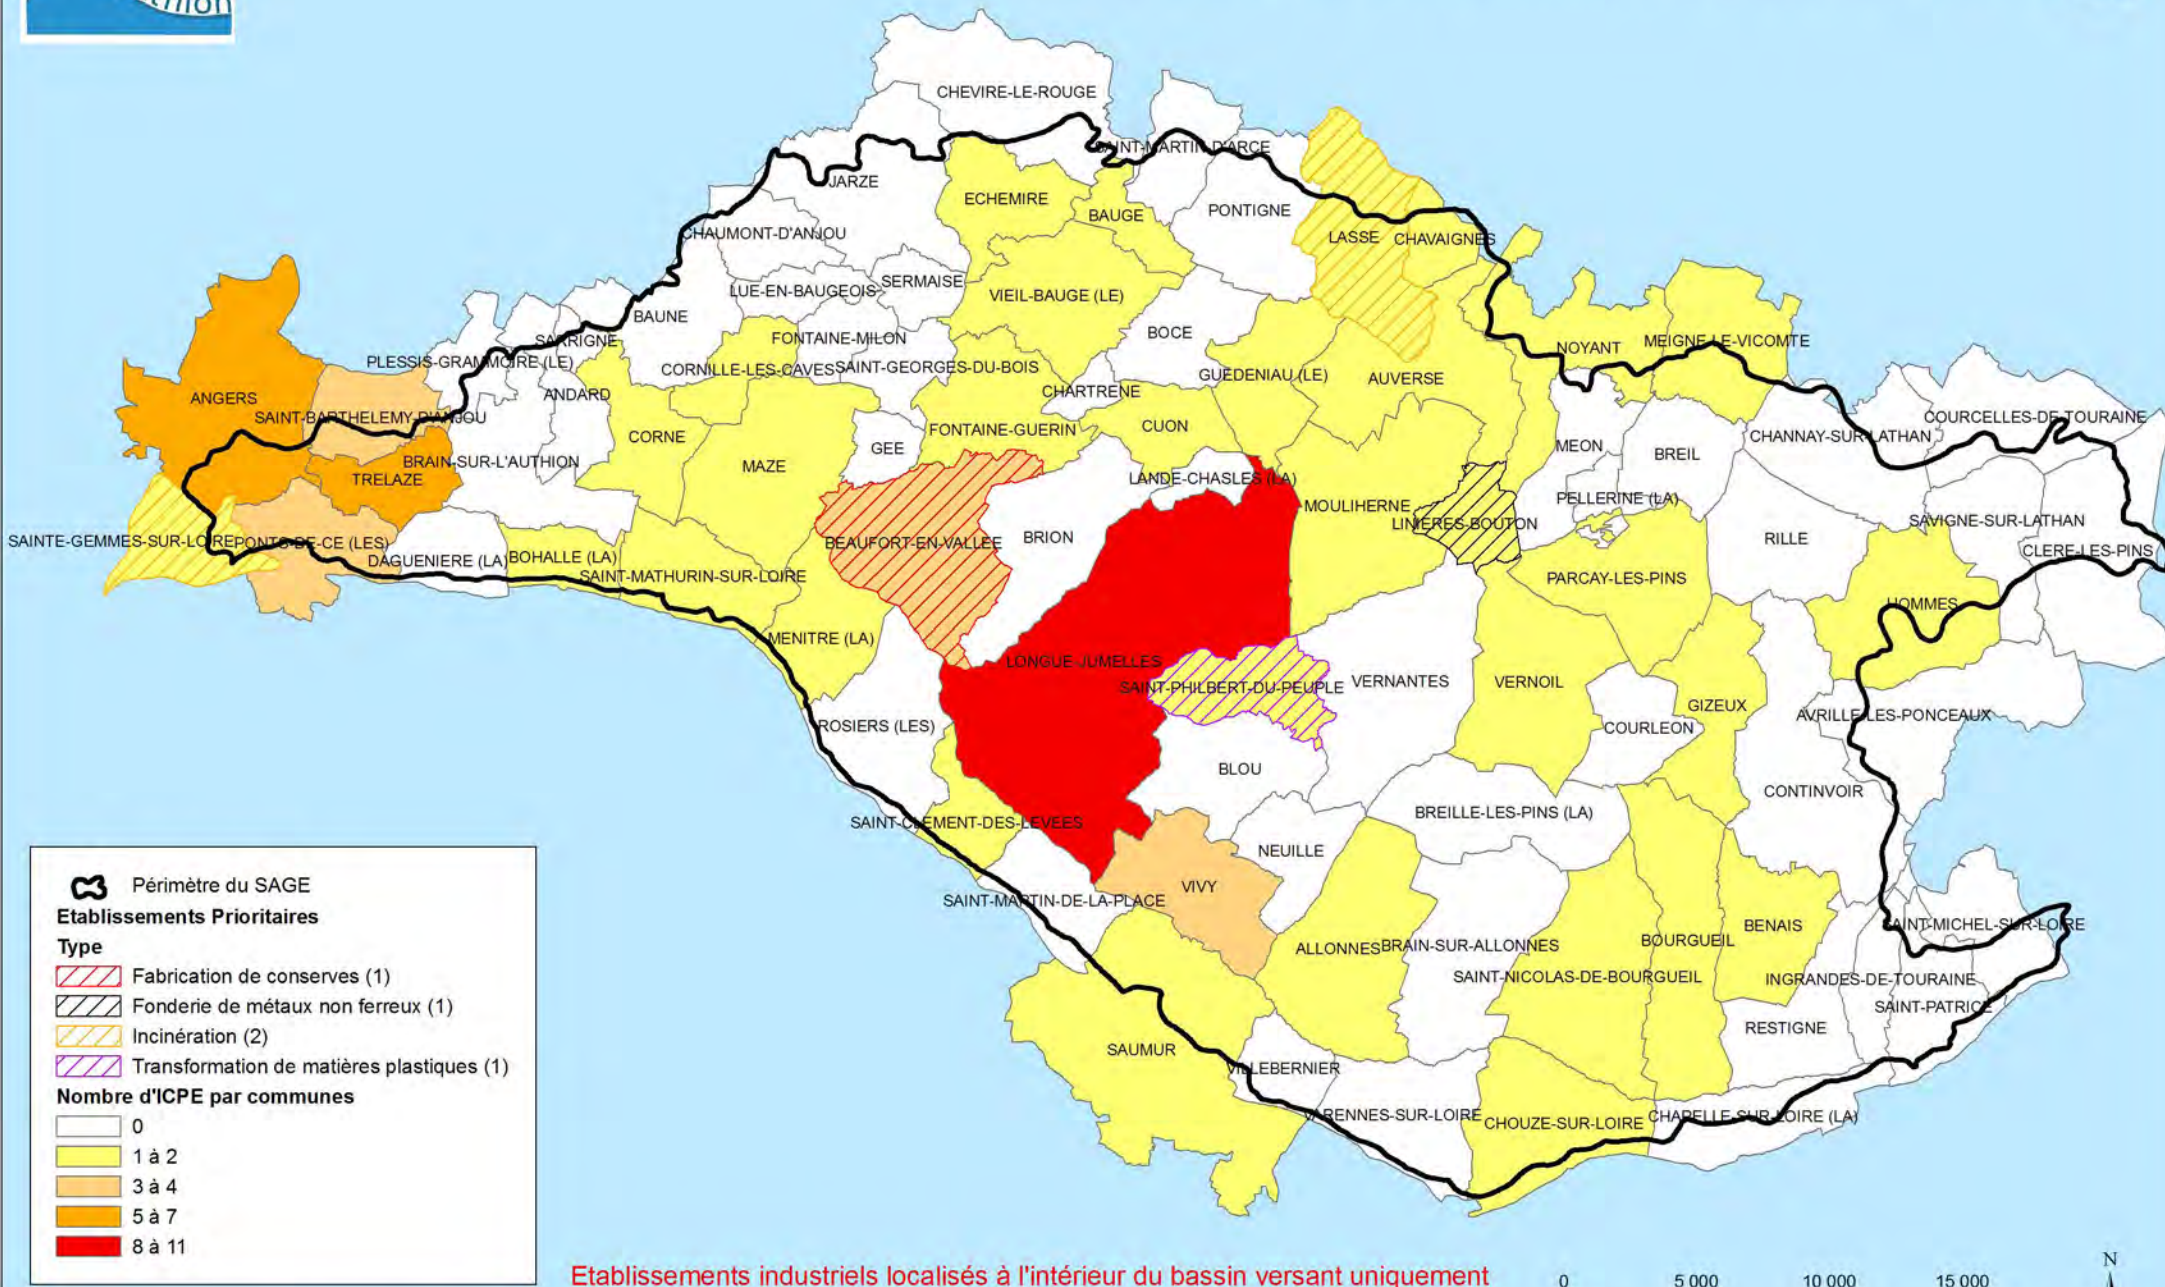 CHEVIRE-LE-ROUGE
SAINT-MARTIN-D'ARCE
JARZE
ECHEMIRE
BAUGE
PONTIGNE
CHAUMONT-D'ANJOU
LASSE
CHAVAIGNES
SERMAISE
LUE-EN-BAUGEOIS
VIEIL-BAUGE (LE)
BAUNE
BOCE
FONTAINE-MILON
SARRIGNE
NOYANT
MEIGNE-LE-VICOMTE
PLESSIS-GRAMMOIRE (LE)
CORNILLE-LES-CAVES
SAINT-GEORGES-DU-BOIS
GUEDENIAU (LE)
AUVERSE
CHARTRENE
ANDARD
ANGERS
SAINT-BARTHELEMY-D'ANJOU
COURCELLES-DE-TOURAINE
CUON
FONTAINE-GUERIN
CORNE
CHANNAY-SUR-LATHAN
GEE
MEON
BREIL
BRAIN-SUR-L'AUTHION
MAZE
TRELAZE
LANDE-CHASLES (LA)
PELLERINE (LA)
MOULIHERNE
LINIERES-BOUTON
SAVIGNE-SUR-LATHAN
BRION
RILLE
SAINTE-GEMMES-SUR-LOIRE
PONTS-DE-CE (LES)
BEAUFORT-EN-VALLEE
CLERE-LES-PINS
DAGUENIERE (LA)
BOHALLE (LA)
SAINT-MATHURIN-SUR-LOIRE
PARCAY-LES-PINS
HOMMES
MENITRE (LA)
LONGUE-JUMELLES
SAINT-PHILBERT-DU-PEUPLE
VERNANTES
VERNOIL
GIZEUX
AVRILLE-LES-PONCEAUX
ROSIERS (LES)
COURLEON
BLOU
CONTINVOIR
BREILLE-LES-PINS (LA)
SAINT-CLEMENT-DES-LEVEES
NEUILLE
VIVY
SAINT-MARTIN-DE-LA-PLACE
BENAIS
SAINT-MICHEL-SUR-LOIRE
BOURGUEIL
ALLONNES
BRAIN-SUR-ALLONNES
SAINT-NICOLAS-DE-BOURGUEIL
INGRANDES-DE-TOURAINE
SAINT-PATRICE
RESTIGNE
SAUMUR
VILLEBERNIER
VARENNES-SUR-LOIRE
CHOUZE-SUR-LOIRE
CHAPELLE-SUR-LOIRE (LA)
Périmètre du SAGE
Etablissements Prioritaires
Type
Fabrication de conserves (1)
Fonderie de métaux non ferreux (1)
Incinération (2)
Transformation de matières plastiques (1)
Nombre d'ICPE par communes
0
1 à 2
3 à 4
5 à 7
8 à 11
Etablissements industriels localisés à l'intérieur du bassin versant uniquement
0 5 000 10 000 15 000
N